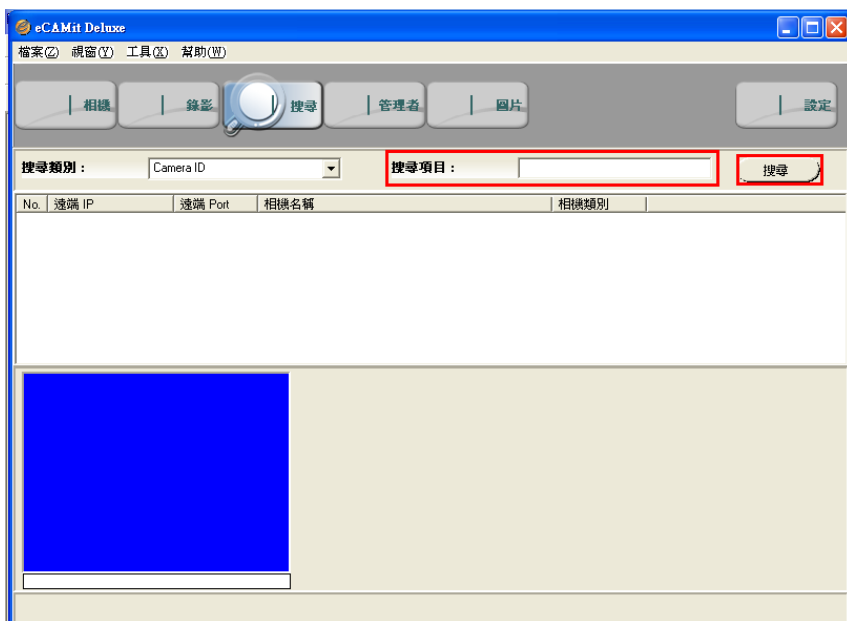 eCAMit Deluxe
檔案(Z) 視窗(Y) 工具(X) 幫助(W)
相機 錄影 搜尋 管理者 圖片 設定
搜尋類別： Camera ID 搜尋項目： 搜尋
No. 遠端 IP 遠端 Port 相機名稱 相機類別